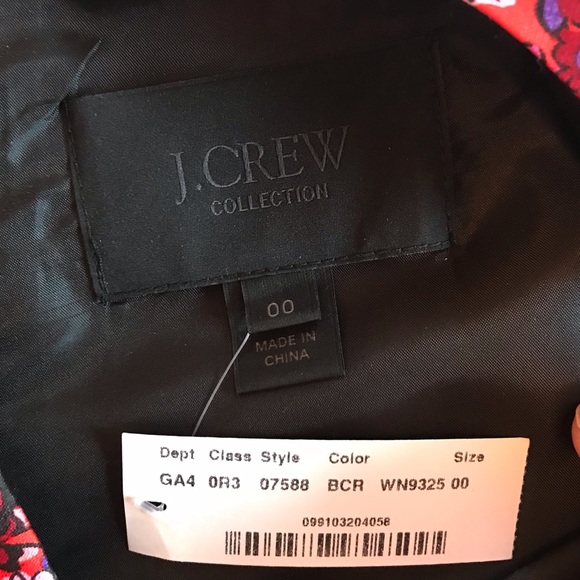 J.CREW
COLLECTION
00
MADE IN
CHINA
Dept Class Style Color Size
GA4 0R3 07588 BCR WN9325 00
099103204058